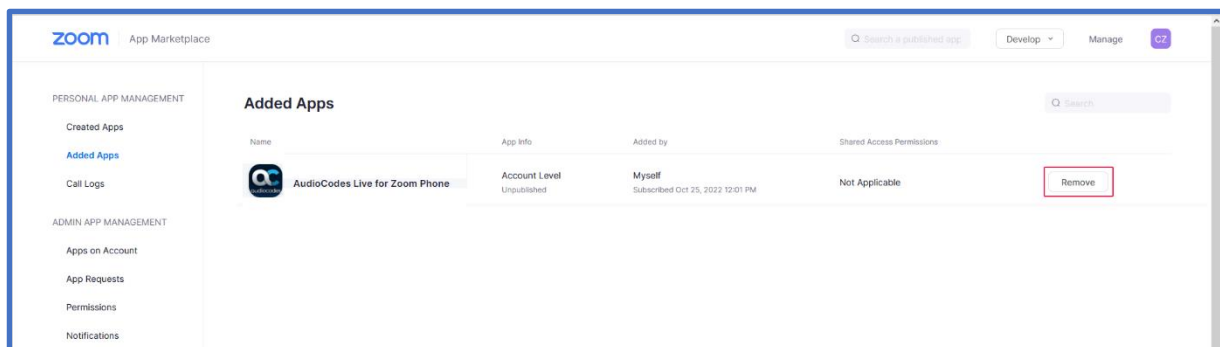 zoom App Marketplace Search a published app Develop Manage CZ
PERSONAL APP MANAGEMENT
Created Apps
Added Apps
Call Logs
ADMIN APP MANAGEMENT
Apps on Account
App Requests
Permissions
Notifications
Added Apps Search
Name App Info Added by Shared Access Permissions
audiocodes AudioCodes Live for Zoom Phone Account Level Myself Not Applicable Remove
Unpublished Subscribed Oct 25, 2022 12:01 PM